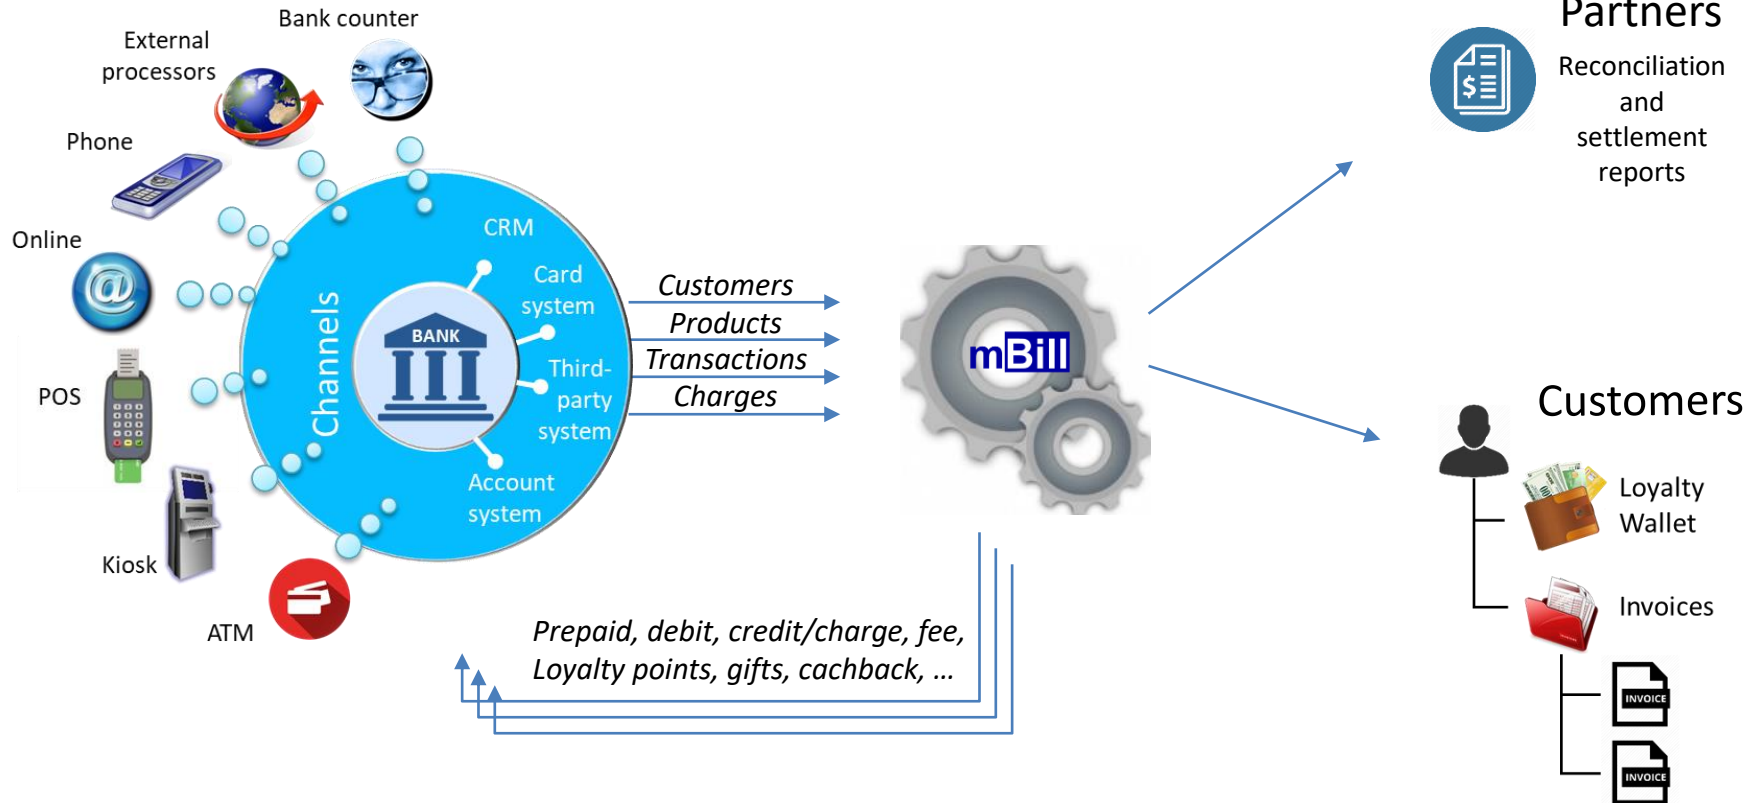 Bank counter
External
processors
Phone
Online
POS
Kiosk
ATM
Channels
BANK
CRM
Card
system
Third-
party
system
Account
system
Customers
Products
Transactions
Charges
mBill
Prepaid, debit, credit/charge, fee,
Loyalty points, gifts, cachback, ...
Partners
Reconciliation
and
settlement
reports
Customers
Loyalty
Wallet
Invoices
INVOICE
INVOICE